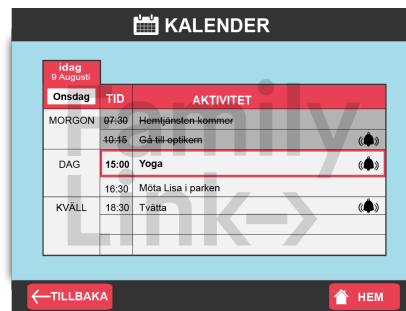 KALENDER
idag
9 Augusti
Onsdag TID AKTIVITET
MORGON 07:30 Hemtjänsten kommer
10:15 Gå till optikern
DAG 15:00 Yoga
16:30 Möta Lisa i parken
KVÄLL 18:30 Tvätta
Family
Link->
TILLBAKA HEM